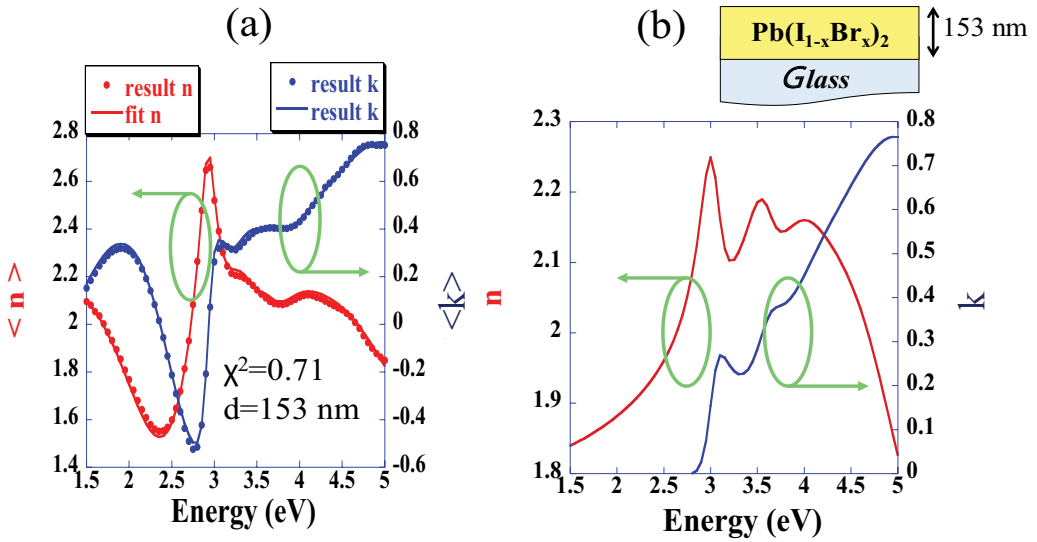 (a)
result n
fit n
result k
result k
2.8
2.6
2.4
2.2
2
1.8
1.6
1.4
< n >
0.8
0.6
0.4
0.2
0
-0.2
-0.4
-0.6
<k>
χ²=0.71
d=153 nm
1.5 2 2.5 3 3.5 4 4.5 5
Energy (eV)
(b)
Pb(I₁₋ₓBrₓ)₂
153 nm
Glass
2.3
2.2
2.1
2
1.9
1.8
n
0.8
0.7
0.6
0.5
0.4
0.3
0.2
0.1
0
k
1.5 2 2.5 3 3.5 4 4.5 5
Energy (eV)